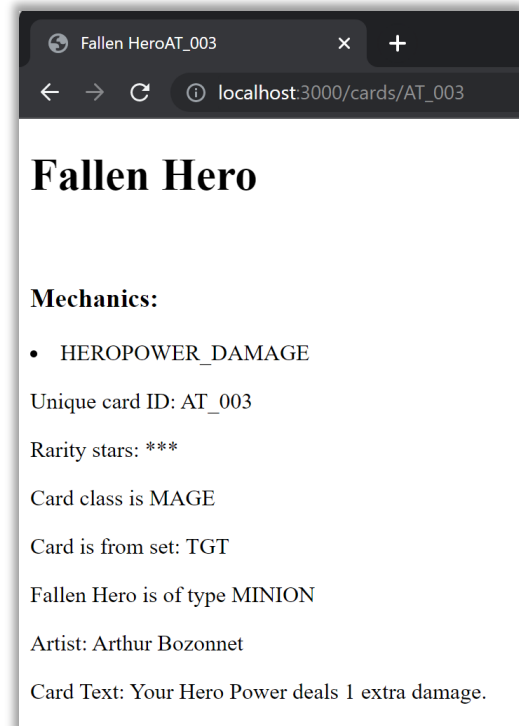 Fallen HeroAT_003
localhost:3000/cards/AT_003
Fallen Hero
Mechanics:
• HEROPOWER_DAMAGE
Unique card ID: AT_003
Rarity stars: ***
Card class is MAGE
Card is from set: TGT
Fallen Hero is of type MINION
Artist: Arthur Bozonnet
Card Text: Your Hero Power deals 1 extra damage.